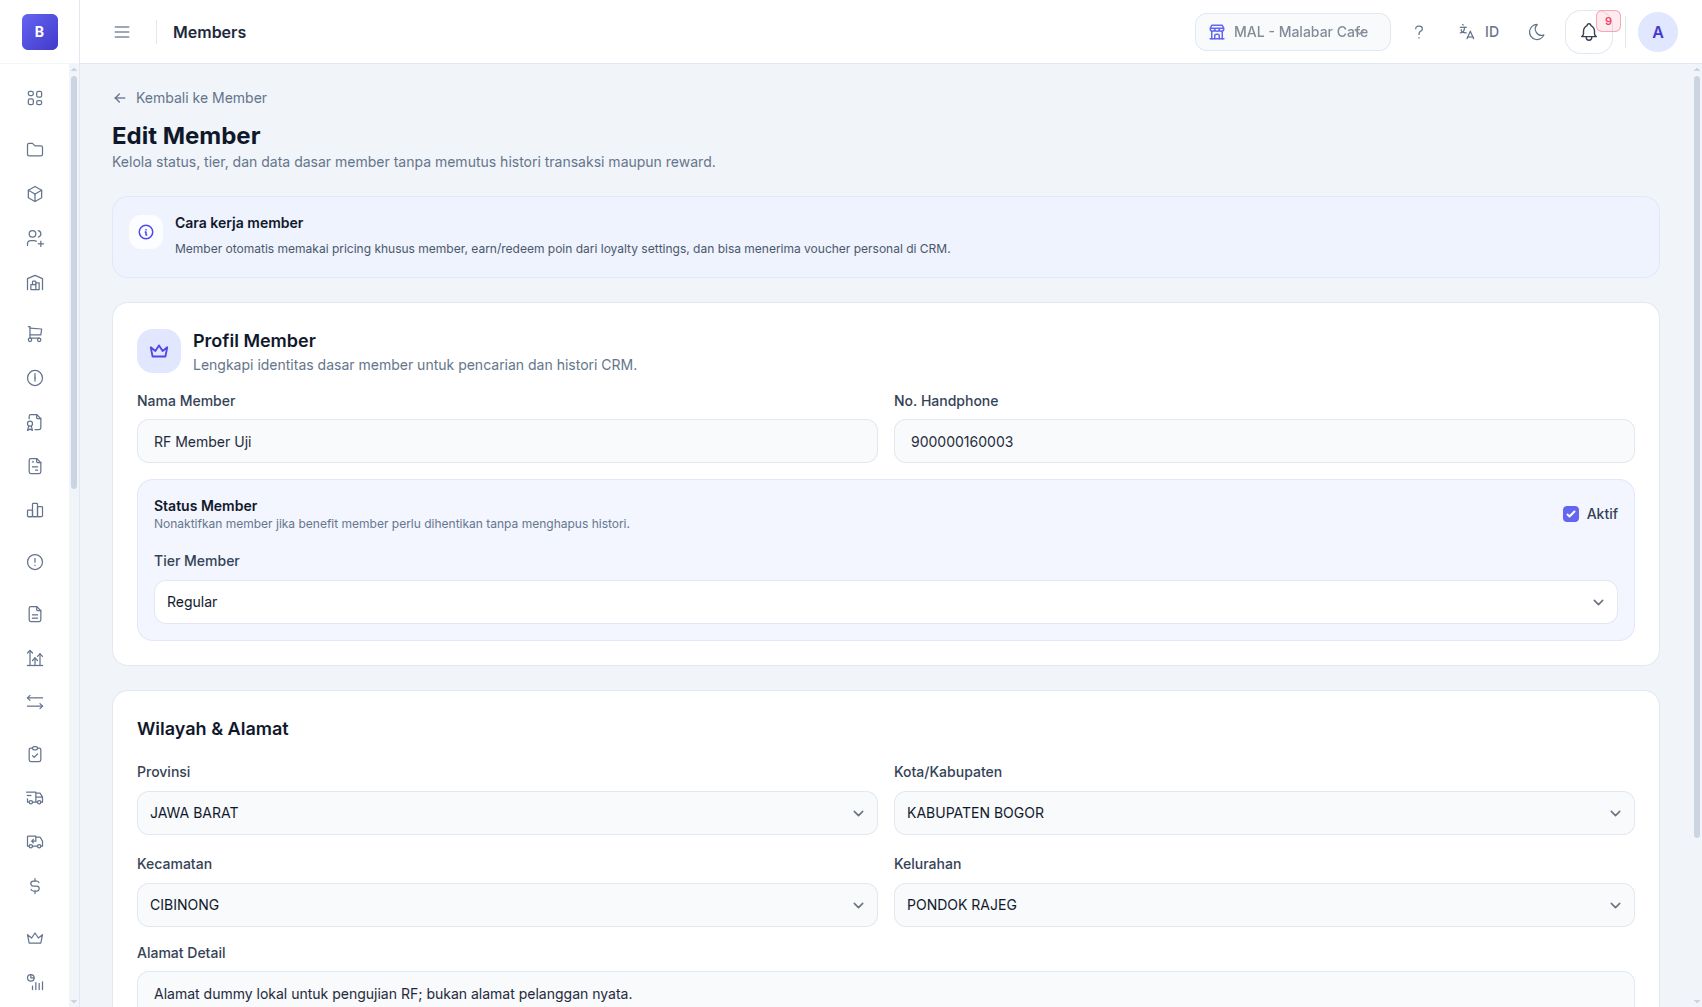 B
Members
MAL - Malabar Cafe
?
ID
9
A
Kembali ke Member
Edit Member
Kelola status, tier, dan data dasar member tanpa memutus histori transaksi maupun reward.
Cara kerja member
Member otomatis memakai pricing khusus member, earn/redeem poin dari loyalty settings, dan bisa menerima voucher personal di CRM.
Profil Member
Lengkapi identitas dasar member untuk pencarian dan histori CRM.
Nama Member
No. Handphone
RF Member Uji
900000160003
Status Member
Nonaktifkan member jika benefit member perlu dihentikan tanpa menghapus histori.
Aktif
Tier Member
Regular
Wilayah & Alamat
Provinsi
Kota/Kabupaten
JAWA BARAT
KABUPATEN BOGOR
Kecamatan
Kelurahan
CIBINONG
PONDOK RAJEG
Alamat Detail
Alamat dummy lokal untuk pengujian RF; bukan alamat pelanggan nyata.